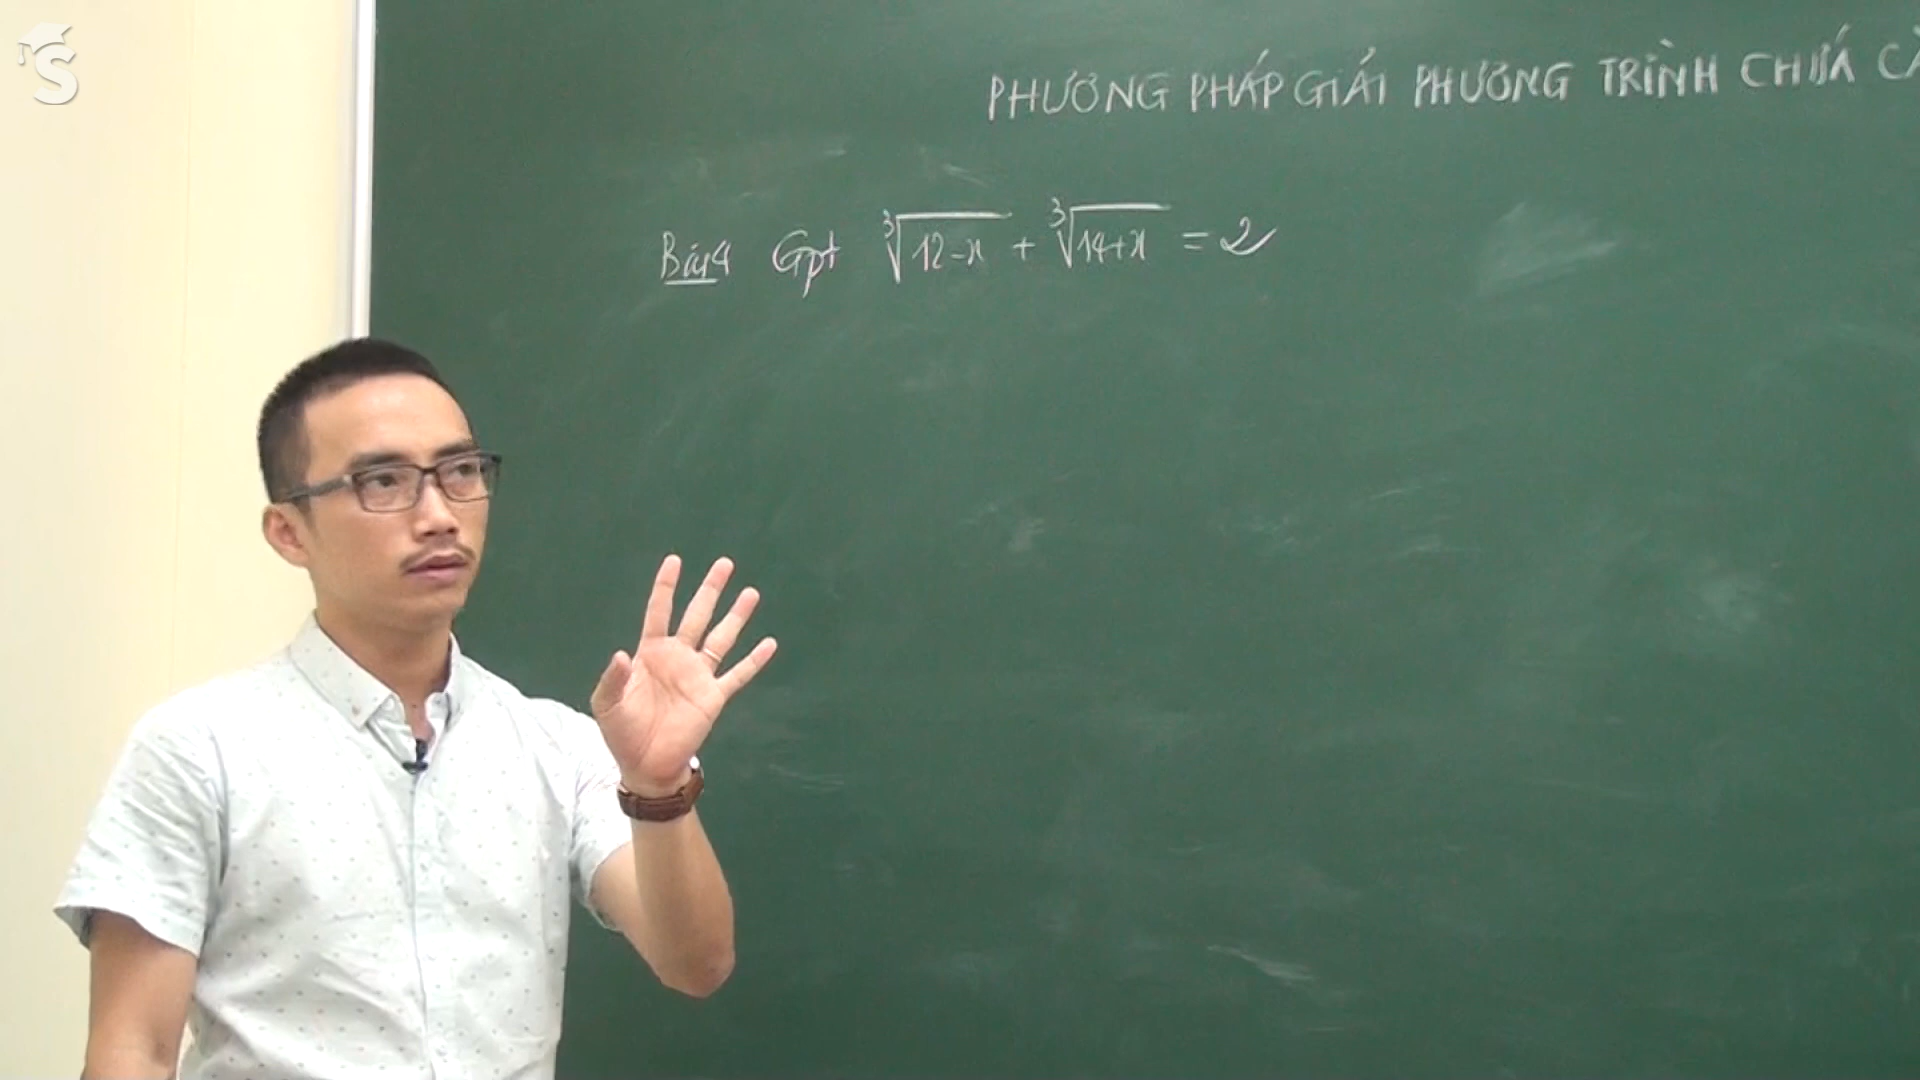 PHƯƠNG PHÁP GIẢI PHƯƠNG TRÌNH CHỨA
Bài 4 Gpt ∛(12-x) + ∛(14+x) = 2
S